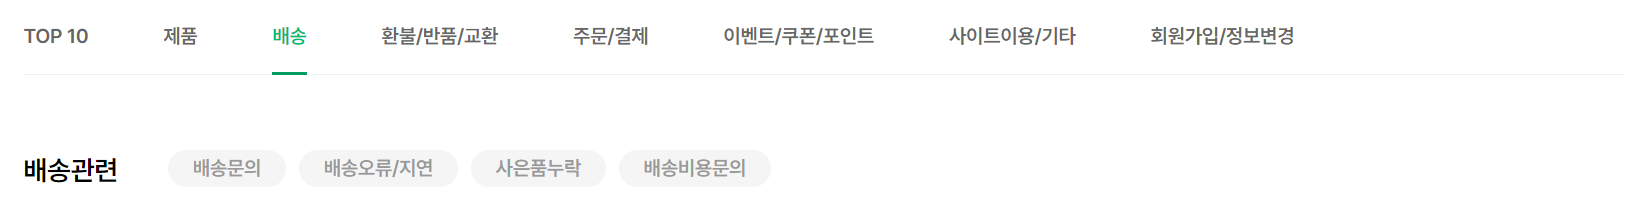 TOP 10 제품 배송 환불/반품/교환 주문/결제 이벤트/쿠폰/포인트 사이트이용/기타 회원가입/정보변경
배송관련 배송문의 배송오류/지연 사은품누락 배송비용문의